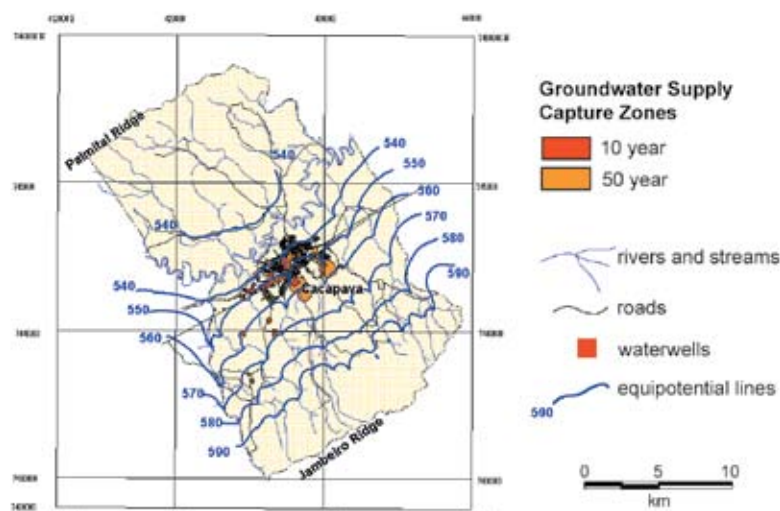 Groundwater Supply
Capture Zones
10 year
50 year
rivers and streams
roads
waterwells
590
equipotential lines
0 5 10
km
Palmital Ridge
540
540
540
550
560
570
580
590
Cacapava
540
550
560
570
580
590
Jambeiro Ridge